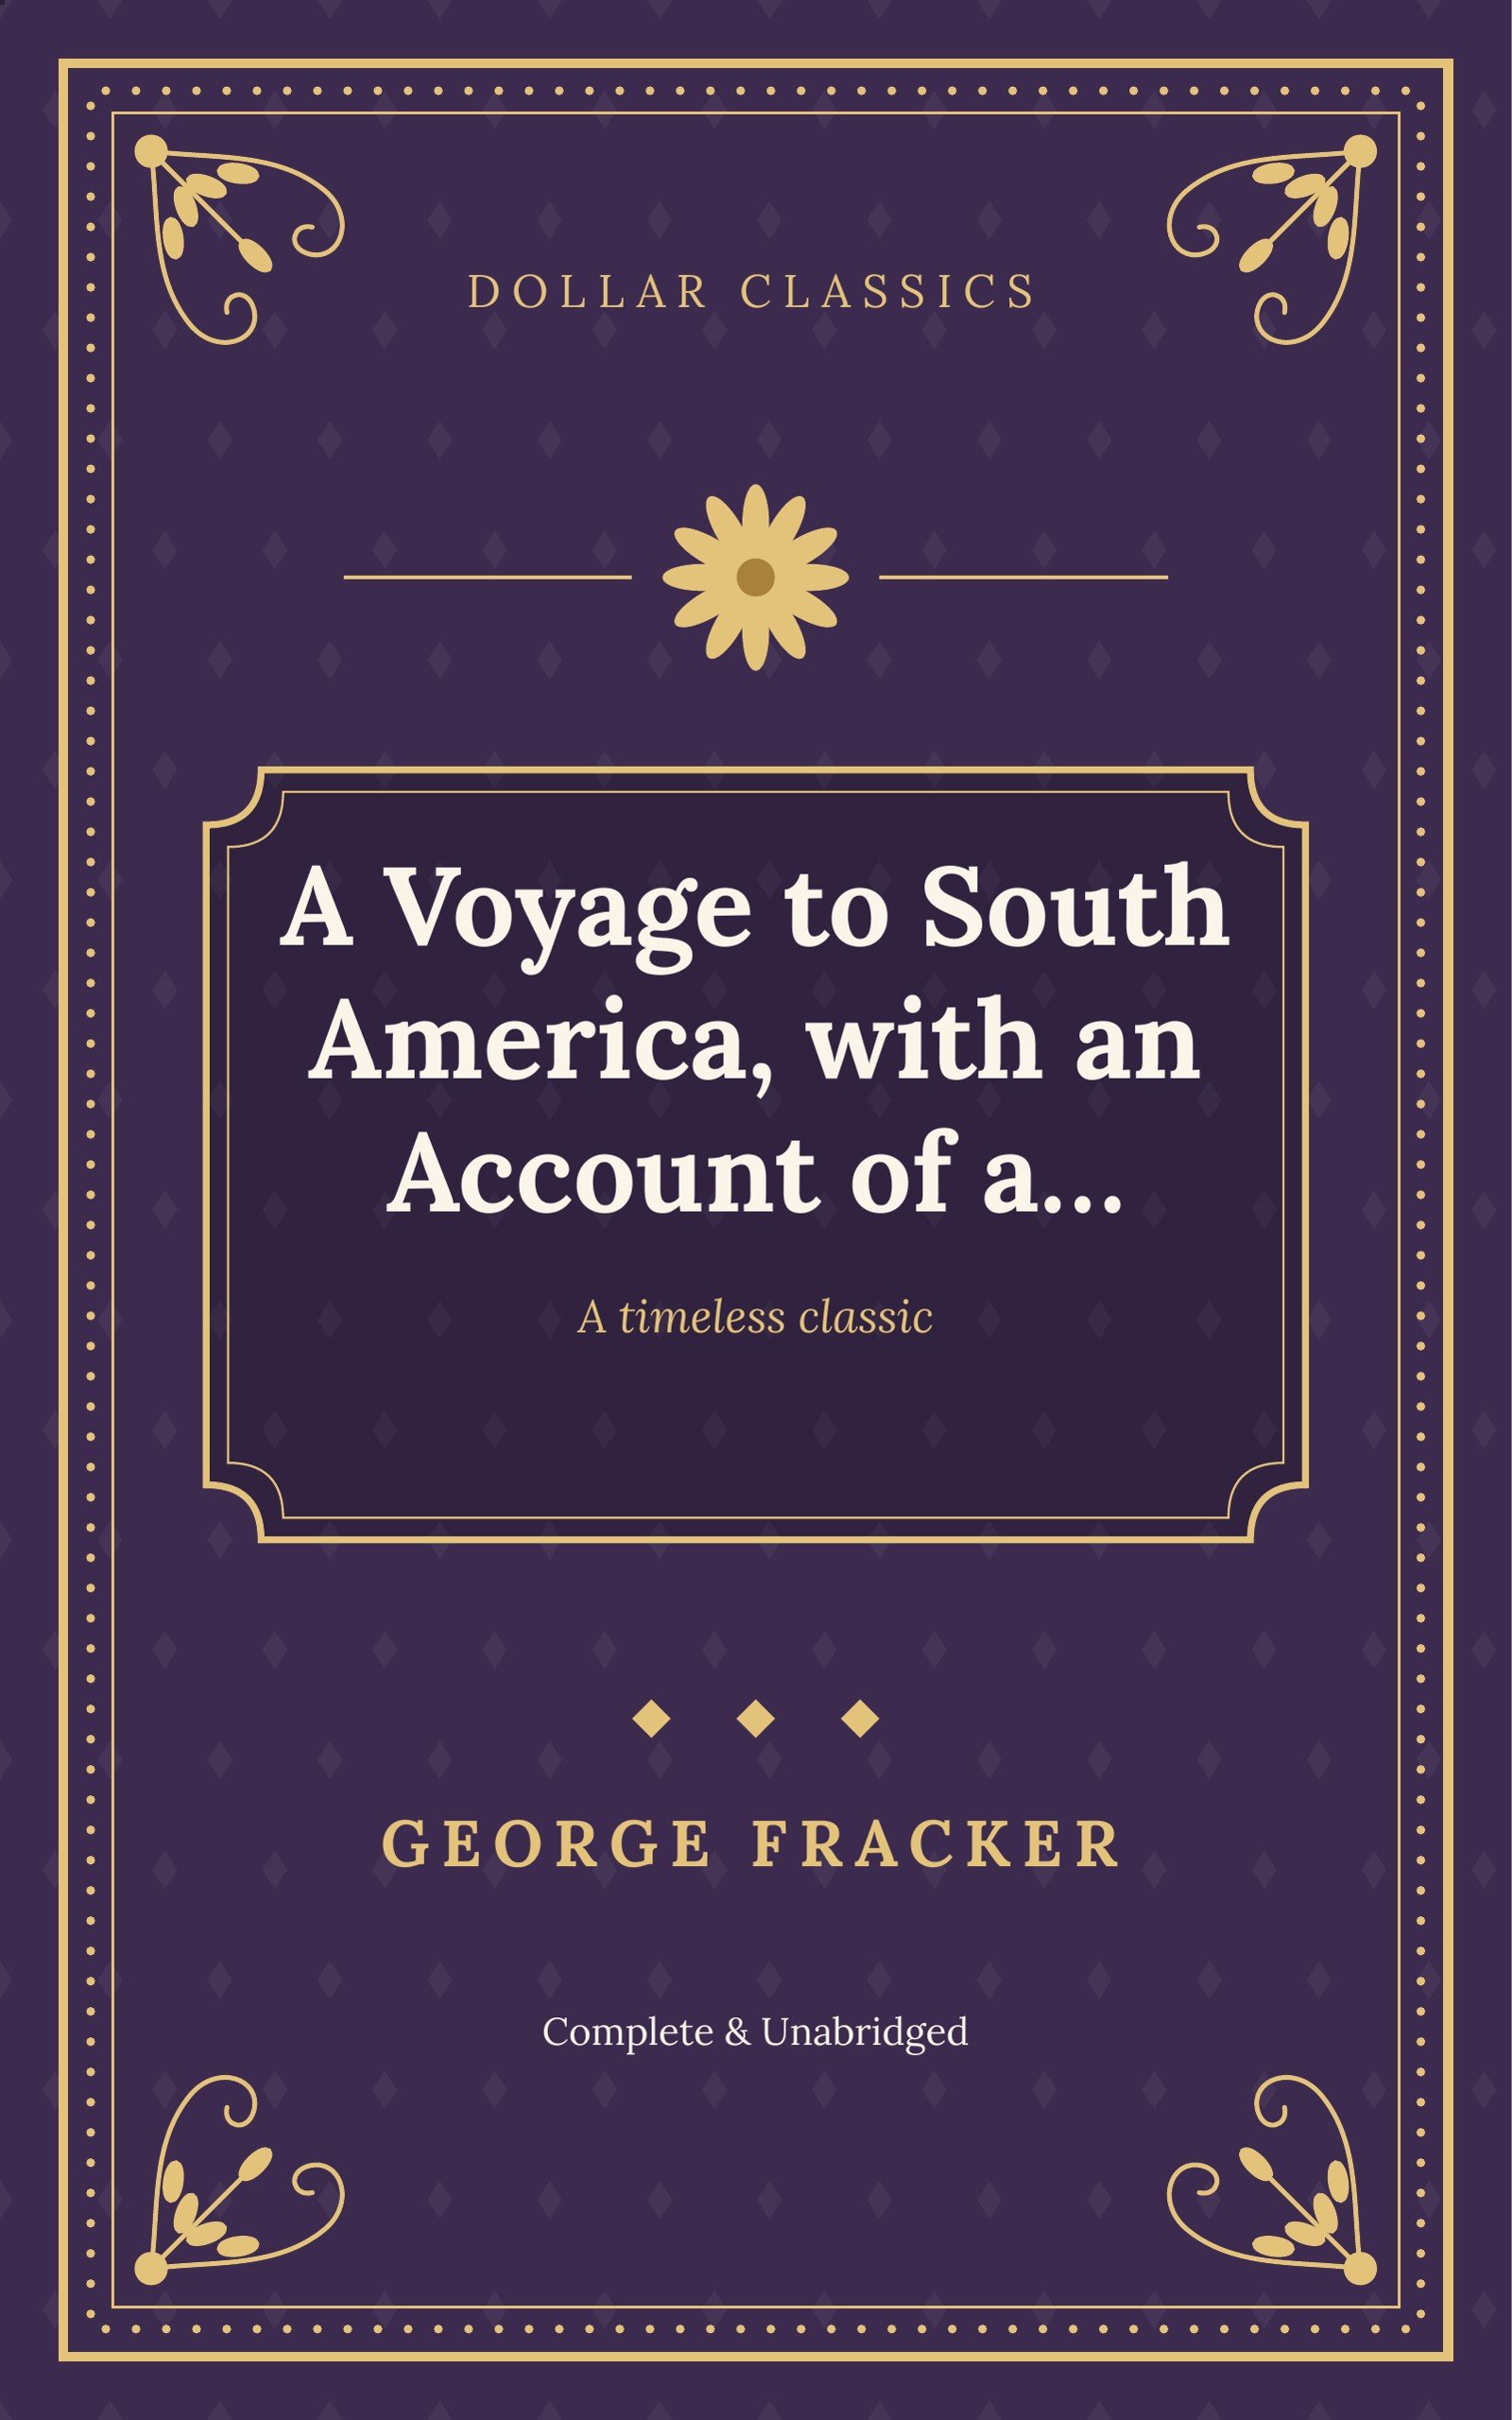 DOLLAR CLASSICS
A Voyage to South
America, with an
Account of a...
A timeless classic
GEORGE FRACKER
Complete & Unabridged